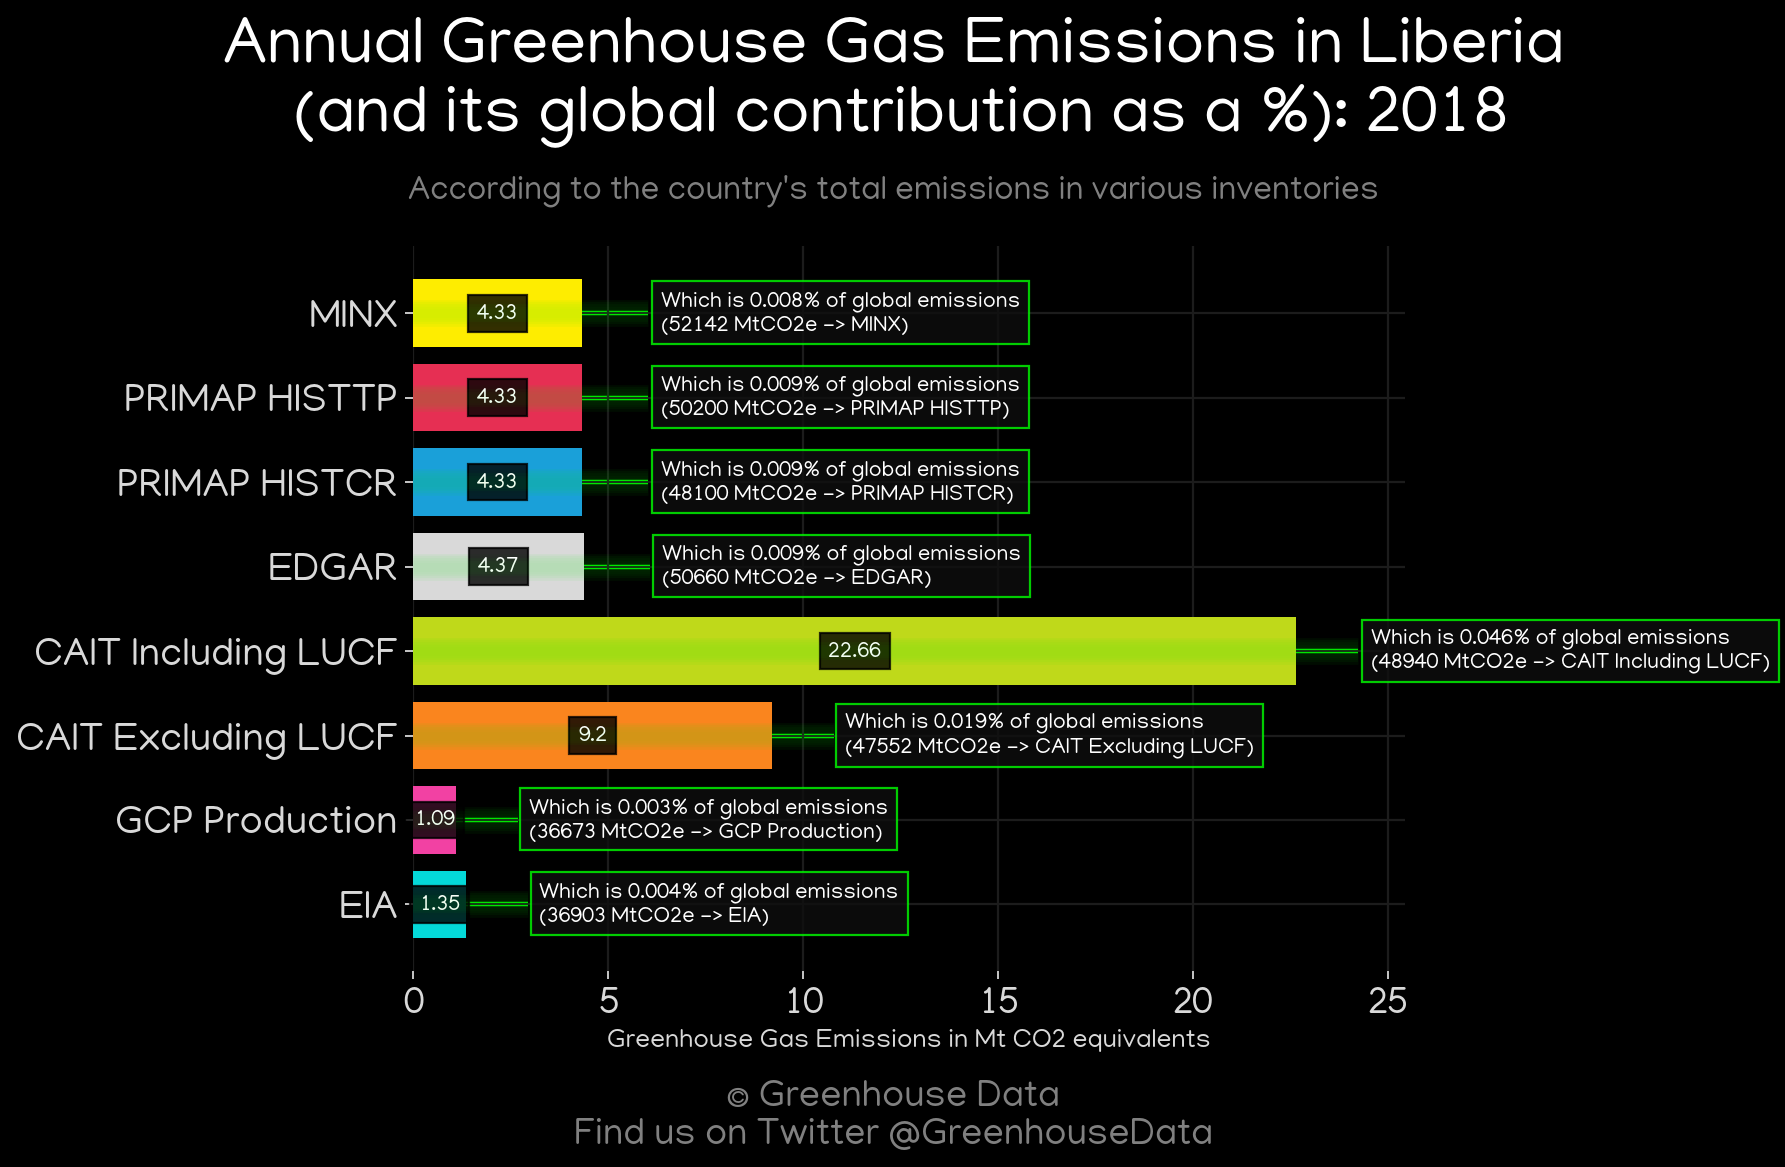 Annual Greenhouse Gas Emissions in Liberia
(and its global contribution as a %): 2018
According to the country's total emissions in various inventories
MINX
4.33
Which is 0.008% of global emissions
(52142 MtCO2e -> MINX)
PRIMAP HISTTP
4.33
Which is 0.009% of global emissions
(50200 MtCO2e -> PRIMAP HISTTP)
PRIMAP HISTCR
4.33
Which is 0.009% of global emissions
(48100 MtCO2e -> PRIMAP HISTCR)
EDGAR
4.37
Which is 0.009% of global emissions
(50660 MtCO2e -> EDGAR)
CAIT Including LUCF
22.66
Which is 0.046% of global emissions
(48940 MtCO2e -> CAIT Including LUCF)
CAIT Excluding LUCF
9.2
Which is 0.019% of global emissions
(47552 MtCO2e -> CAIT Excluding LUCF)
GCP Production
1.09
Which is 0.003% of global emissions
(36673 MtCO2e -> GCP Production)
EIA
1.35
Which is 0.004% of global emissions
(36903 MtCO2e -> EIA)
0 5 10 15 20 25
Greenhouse Gas Emissions in Mt CO2 equivalents
© Greenhouse Data
Find us on Twitter @GreenhouseData